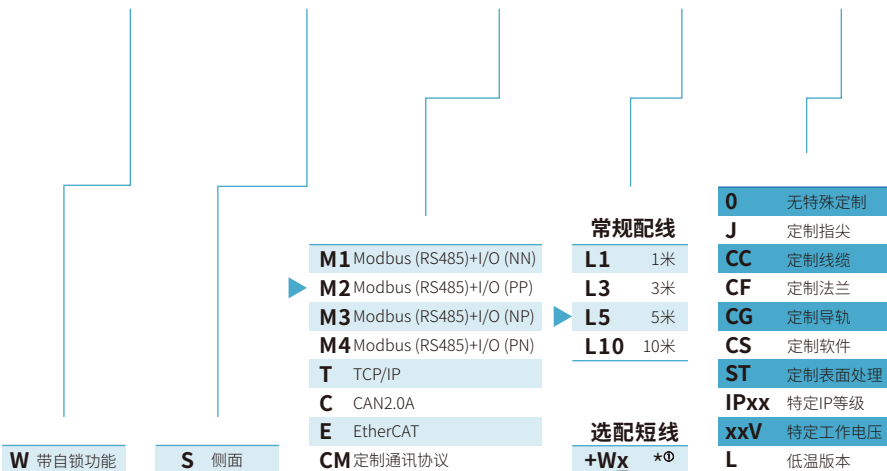 W 带自锁功能
S 侧面
M1 Modbus (RS485)+I/O (NN)
M2 Modbus (RS485)+I/O (PP)
M3 Modbus (RS485)+I/O (NP)
M4 Modbus (RS485)+I/O (PN)
T TCP/IP
C CAN2.0A
E EtherCAT
CM 定制通讯协议
常规配线
L1 1米
L3 3米
L5 5米
L10 10米
选配短线
+Wx *①
0 无特殊定制
J 定制指尖
CC 定制线缆
CF 定制法兰
CG 定制导轨
CS 定制软件
ST 定制表面处理
IPxx 特定IP等级
xxV 特定工作电压
L 低温版本